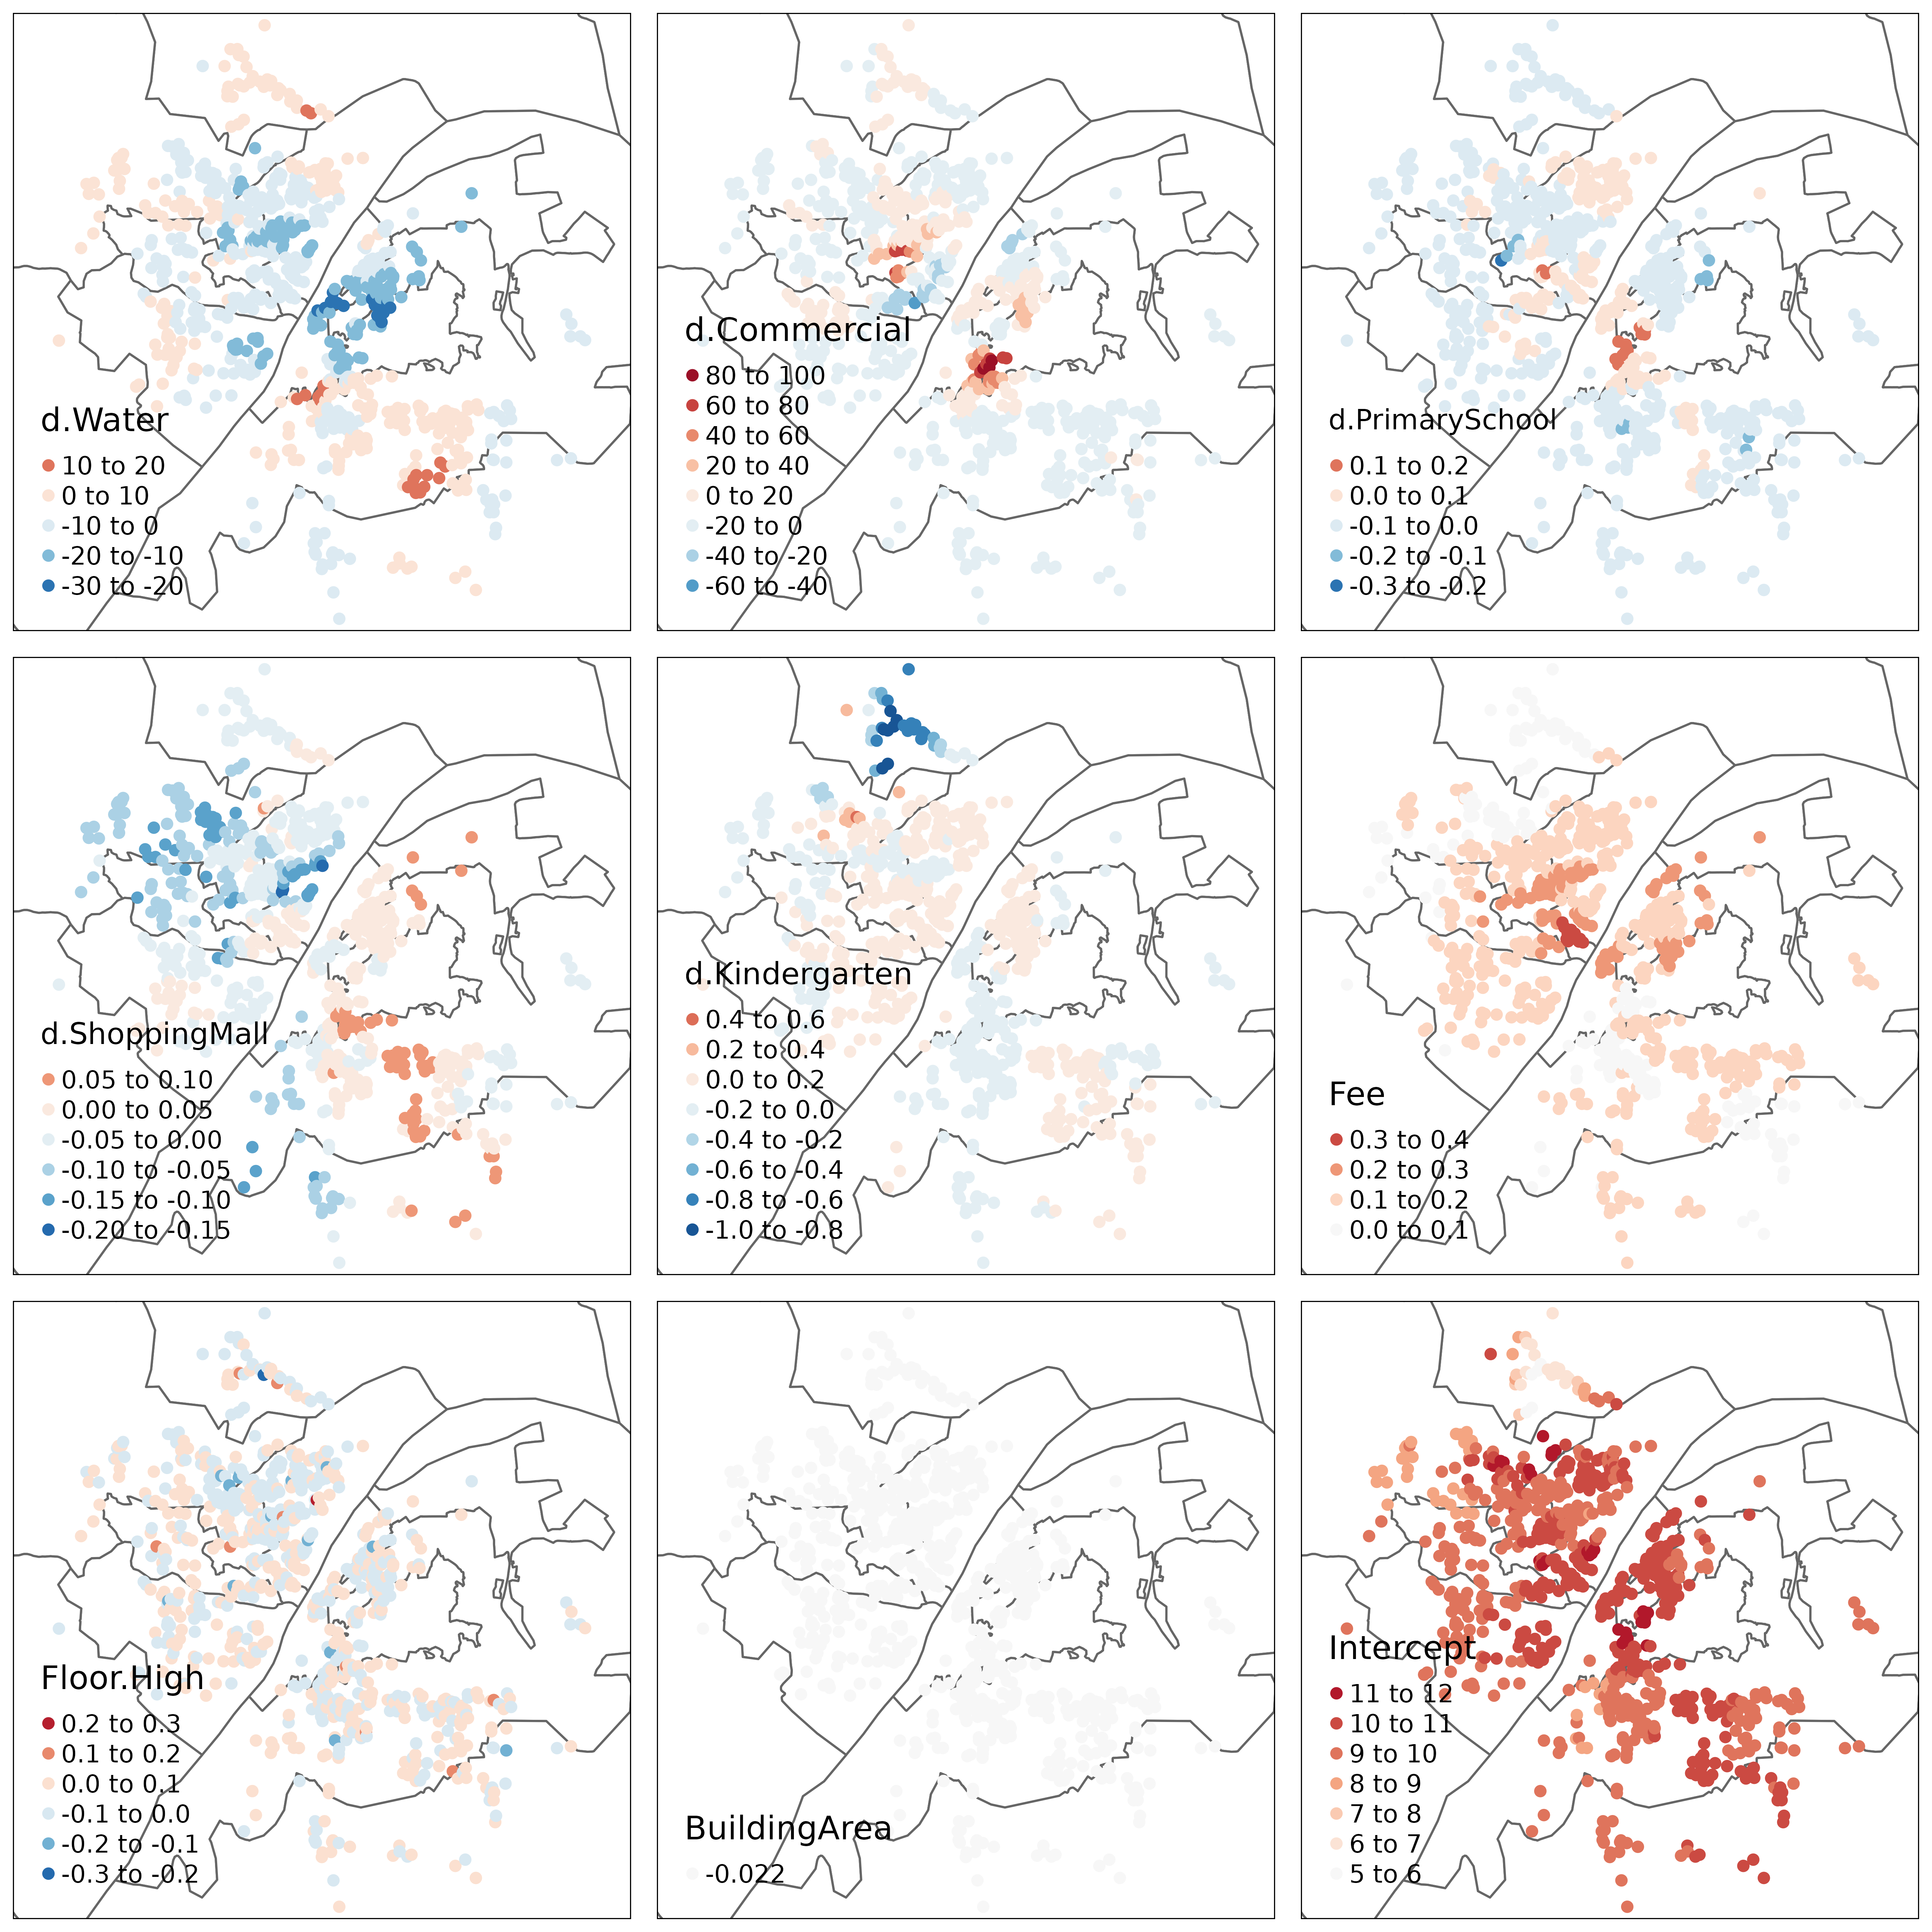 d.Water
10 to 20
0 to 10
-10 to 0
-20 to -10
-30 to -20
d.Commercial
80 to 100
60 to 80
40 to 60
20 to 40
0 to 20
-20 to 0
-40 to -20
-60 to -40
d.PrimarySchool
0.1 to 0.2
0.0 to 0.1
-0.1 to 0.0
-0.2 to -0.1
-0.3 to -0.2
d.ShoppingMall
0.05 to 0.10
0.00 to 0.05
-0.05 to 0.00
-0.10 to -0.05
-0.15 to -0.10
-0.20 to -0.15
d.Kindergarten
0.4 to 0.6
0.2 to 0.4
0.0 to 0.2
-0.2 to 0.0
-0.4 to -0.2
-0.6 to -0.4
-0.8 to -0.6
-1.0 to -0.8
Fee
0.3 to 0.4
0.2 to 0.3
0.1 to 0.2
0.0 to 0.1
Floor.High
0.2 to 0.3
0.1 to 0.2
0.0 to 0.1
-0.1 to 0.0
-0.2 to -0.1
-0.3 to -0.2
BuildingArea
-0.022
Intercept
11 to 12
10 to 11
9 to 10
8 to 9
7 to 8
6 to 7
5 to 6